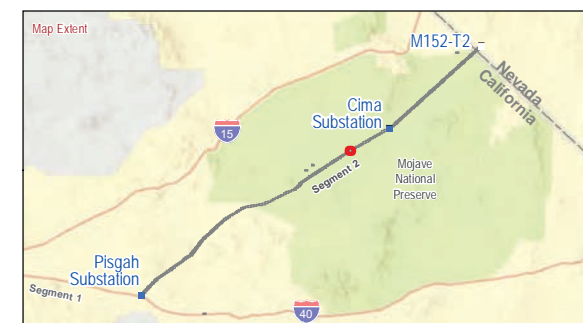 Map Extent
M152-T2
Nevada
California
Cima
Substation
15
Segment 2
Mojave
National
Preserve
Pisgah
Substation
Segment 1
40